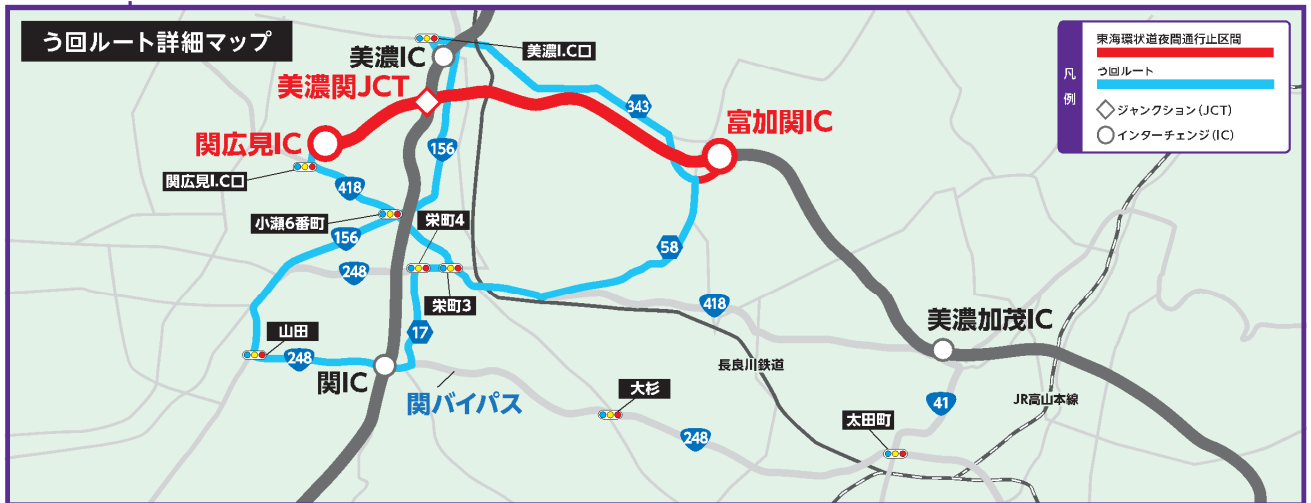 う回ルート詳細マップ
美濃IC
美濃I.C口
美濃関JCT
関広見IC
関広見I.C口
418
小瀬6番町
156
156
248
栄町4
栄町3
17
山田
248
関IC
関バイパス
343
富加関IC
58
418
美濃加茂IC
長良川鉄道
大杉
248
太田町
41
JR高山本線
凡例
東海環状道夜間通行止区間
う回ルート
ジャンクション(JCT)
インターチェンジ(IC)